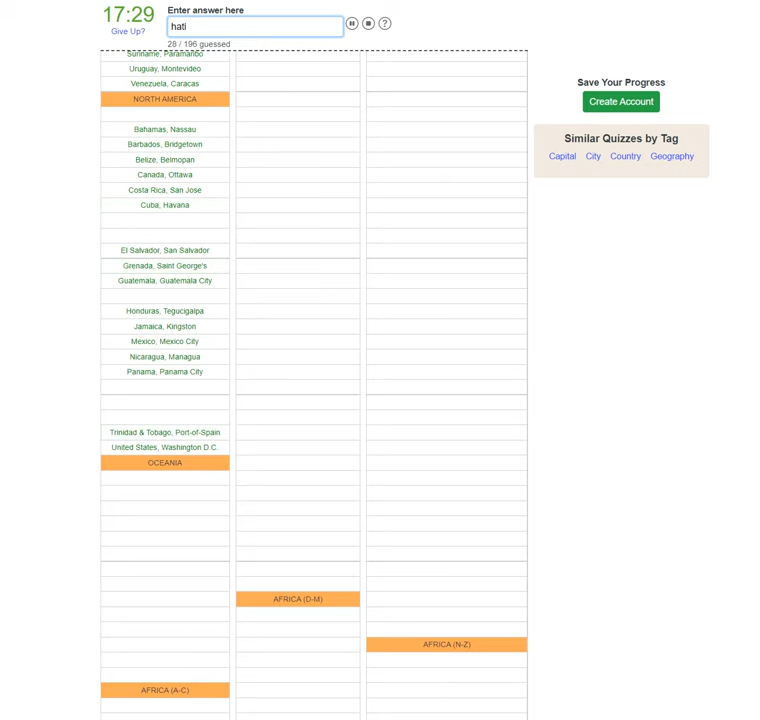 17:29
Give Up?
Enter answer here
hati
28 / 196 guessed
Suriname, Paramaribo
Uruguay, Montevideo
Venezuela, Caracas
NORTH AMERICA
Bahamas, Nassau
Barbados, Bridgetown
Belize, Belmopan
Canada, Ottawa
Costa Rica, San Jose
Cuba, Havana
El Salvador, San Salvador
Grenada, Saint George's
Guatemala, Guatemala City
Honduras, Tegucigalpa
Jamaica, Kingston
Mexico, Mexico City
Nicaragua, Managua
Panama, Panama City
Trinidad & Tobago, Port-of-Spain
United States, Washington D.C.
OCEANIA
AFRICA (A-C)
AFRICA (D-M)
AFRICA (N-Z)
Save Your Progress
Create Account
Similar Quizzes by Tag
Capital City Country Geography